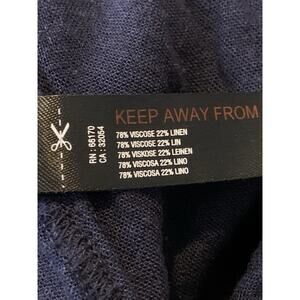 KEEP AWAY FROM
RN : 66170
CA : 32054
78% VISCOSE 22% LINEN
78% VISCOSE 22% LIN
78% VISKOSE 22% LEINEN
78% VISCOSA 22% LINO
78% VISCOSA 22% LINO